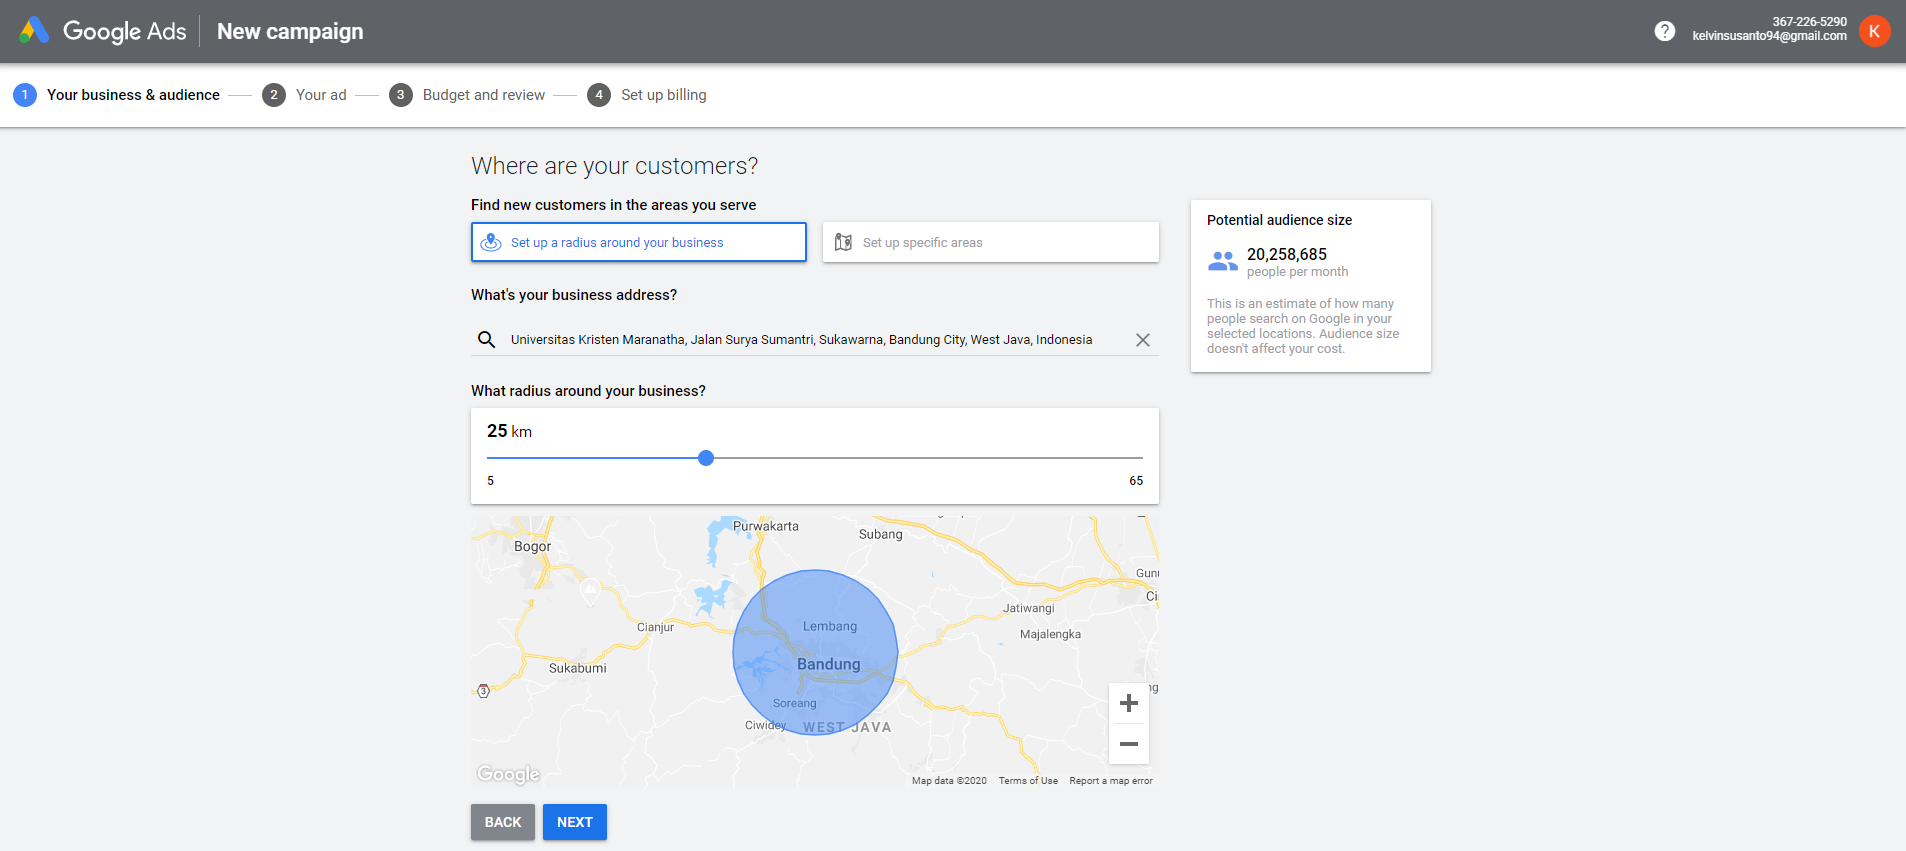 Google Ads
New campaign
367-226-5290
kelvinsusanto94@gmail.com
K
1 Your business & audience
2 Your ad
3 Budget and review
4 Set up billing
Where are your customers?
Find new customers in the areas you serve
Set up a radius around your business
Set up specific areas
What's your business address?
Universitas Kristen Maranatha, Jalan Surya Sumantri, Sukawarna, Bandung City, West Java, Indonesia
What radius around your business?
25 km
5
65
Potential audience size
20,258,685
people per month
This is an estimate of how many
people search on Google in your
selected locations. Audience size
doesn't affect your cost.
Purwakarta
Subang
Bogor
Jatiwangi
Cianjur
Lembang
Majalengka
Bandung
Sukabumi
3
Soreang
Ciwidey
WEST JAVA
Google
Map data ©2020
Terms of Use
Report a map error
BACK
NEXT